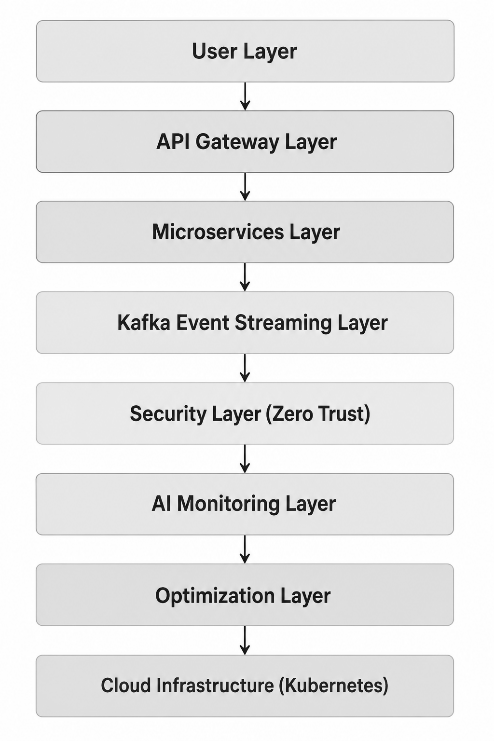 User Layer
API Gateway Layer
Microservices Layer
Kafka Event Streaming Layer
Security Layer (Zero Trust)
AI Monitoring Layer
Optimization Layer
Cloud Infrastructure (Kubernetes)